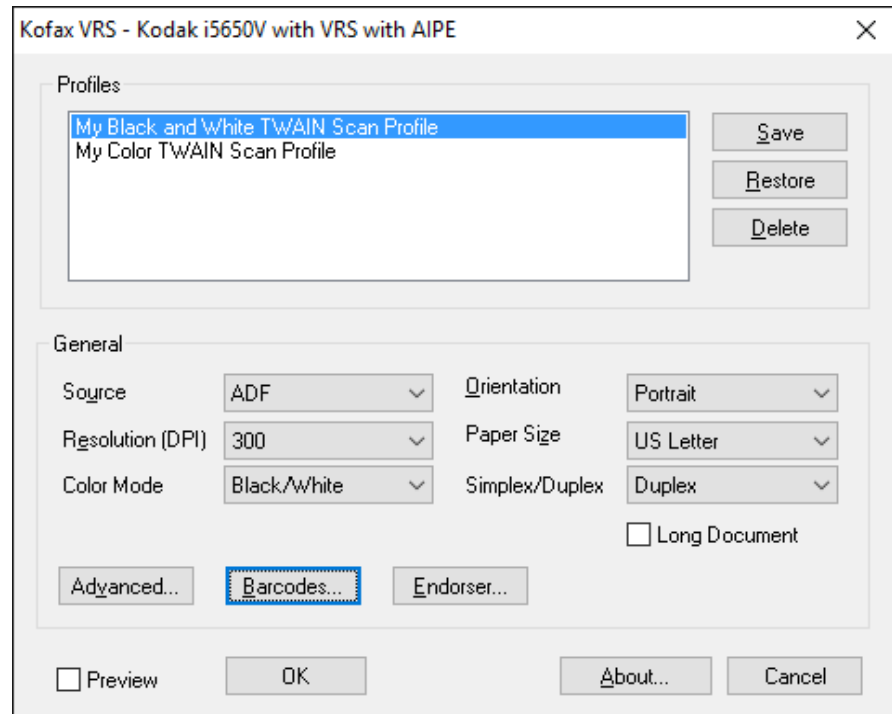 Kofax VRS - Kodak i5650V with VRS with AIPE
Profiles
My Black and White TWAIN Scan Profile
My Color TWAIN Scan Profile
Save
Restore
Delete
General
Source ADF Orientation Portrait
Resolution (DPI) 300 Paper Size US Letter
Color Mode Black/White Simplex/Duplex Duplex
Long Document
Advanced... Barcodes... Endorser...
Preview OK About... Cancel